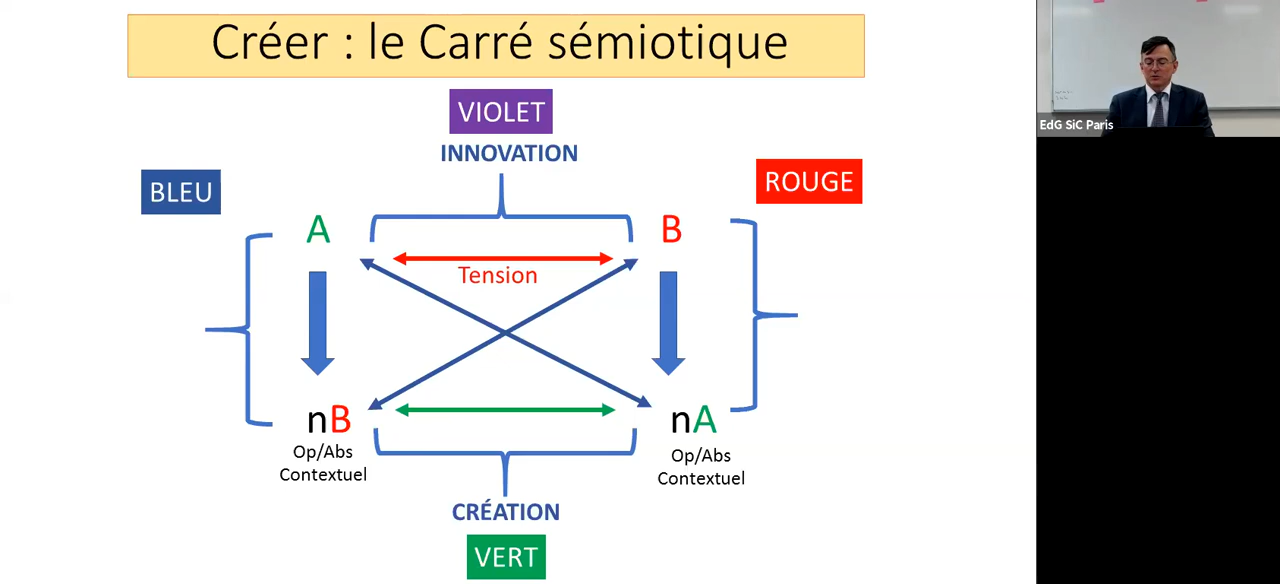 Créer : le Carré sémiotique
VIOLET
INNOVATION
BLEU
ROUGE
A
B
Tension
nB
nA
Op/Abs
Contextuel
Op/Abs
Contextuel
CRÉATION
VERT
EdG SiC Paris